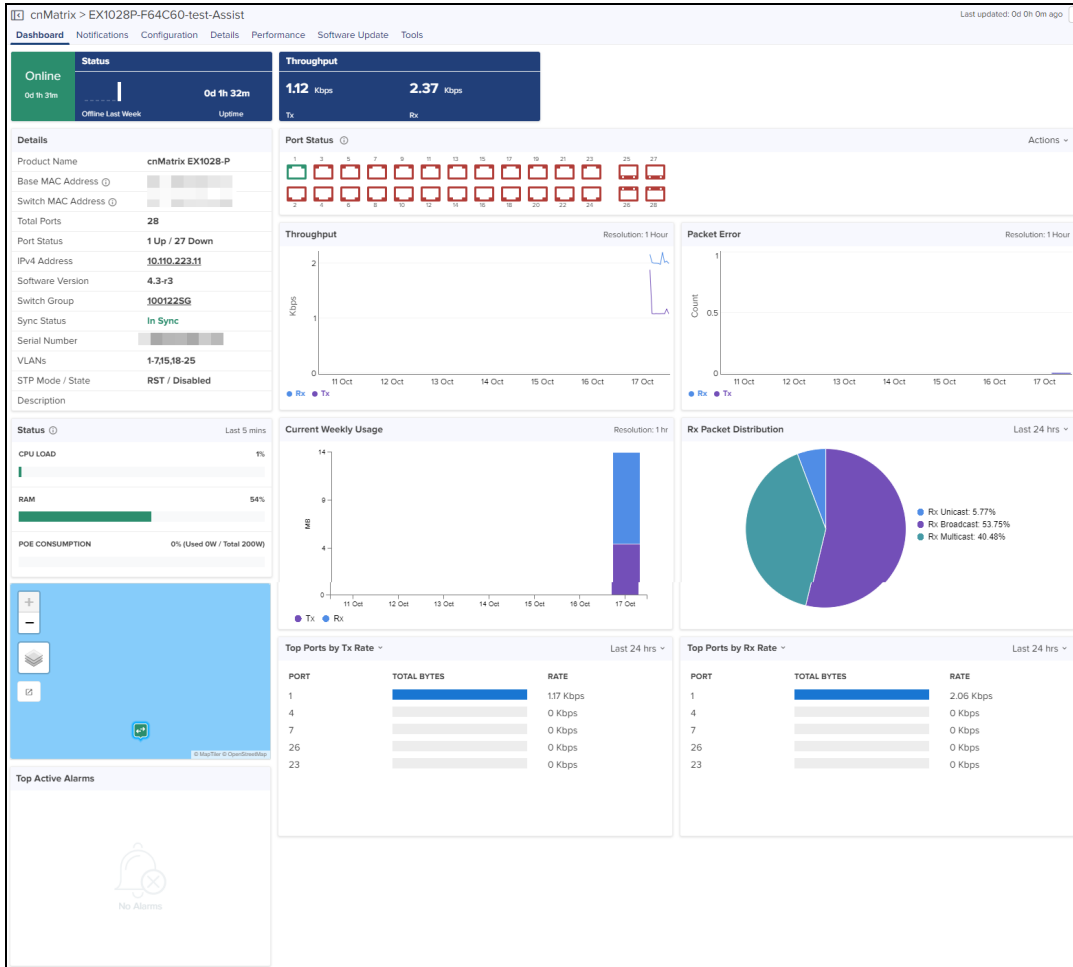 cnMatrix > EX1028P-F64C60-test-Assist
Last updated: 0d 0h 0m ago
Dashboard Notifications Configuration Details Performance Software Update Tools
Online
0d 1h 31m
Status
0d 1h 32m
Offline Last Week Uptime
Throughput
1.12 Kbps 2.37 Kbps
Tx Rx
Details
Product Name cnMatrix EX1028-P
Base MAC Address
Switch MAC Address
Total Ports 28
Port Status 1 Up / 27 Down
IPv4 Address 10.110.223.11
Software Version 4.3-r3
Switch Group 100122SG
Sync Status In Sync
Serial Number
VLANs 1-7,15,18-25
STP Mode / State RST / Disabled
Description
Port Status Actions
1 3 5 7 9 11 13 15 17 19 21 23 25 27
2 4 6 8 10 12 14 16 18 20 22 24 26 28
Throughput Resolution: 1 Hour
2
1
0
Kbps
11 Oct 12 Oct 13 Oct 14 Oct 15 Oct 16 Oct 17 Oct
Rx Tx
Packet Error Resolution: 1 Hour
1
0.5
0
Count
11 Oct 12 Oct 13 Oct 14 Oct 15 Oct 16 Oct 17 Oct
Rx Tx
Status Last 5 mins
CPU LOAD 1%
RAM 54%
POE CONSUMPTION 0% (Used 0W / Total 200W)
Current Weekly Usage Resolution: 1 hr
14
9
4
0
MB
11 Oct 12 Oct 13 Oct 14 Oct 15 Oct 16 Oct 17 Oct
Tx Rx
Rx Packet Distribution Last 24 hrs
Rx Unicast: 5.77%
Rx Broadcast: 53.75%
Rx Multicast: 40.48%
+
−
© MapTiler © OpenStreetMap
Top Ports by Tx Rate Last 24 hrs
PORT TOTAL BYTES RATE
1 1.17 Kbps
4 0 Kbps
7 0 Kbps
26 0 Kbps
23 0 Kbps
Top Ports by Rx Rate Last 24 hrs
PORT TOTAL BYTES RATE
1 2.06 Kbps
4 0 Kbps
7 0 Kbps
26 0 Kbps
23 0 Kbps
Top Active Alarms
No Alarms